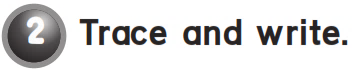 2 Trace and write.